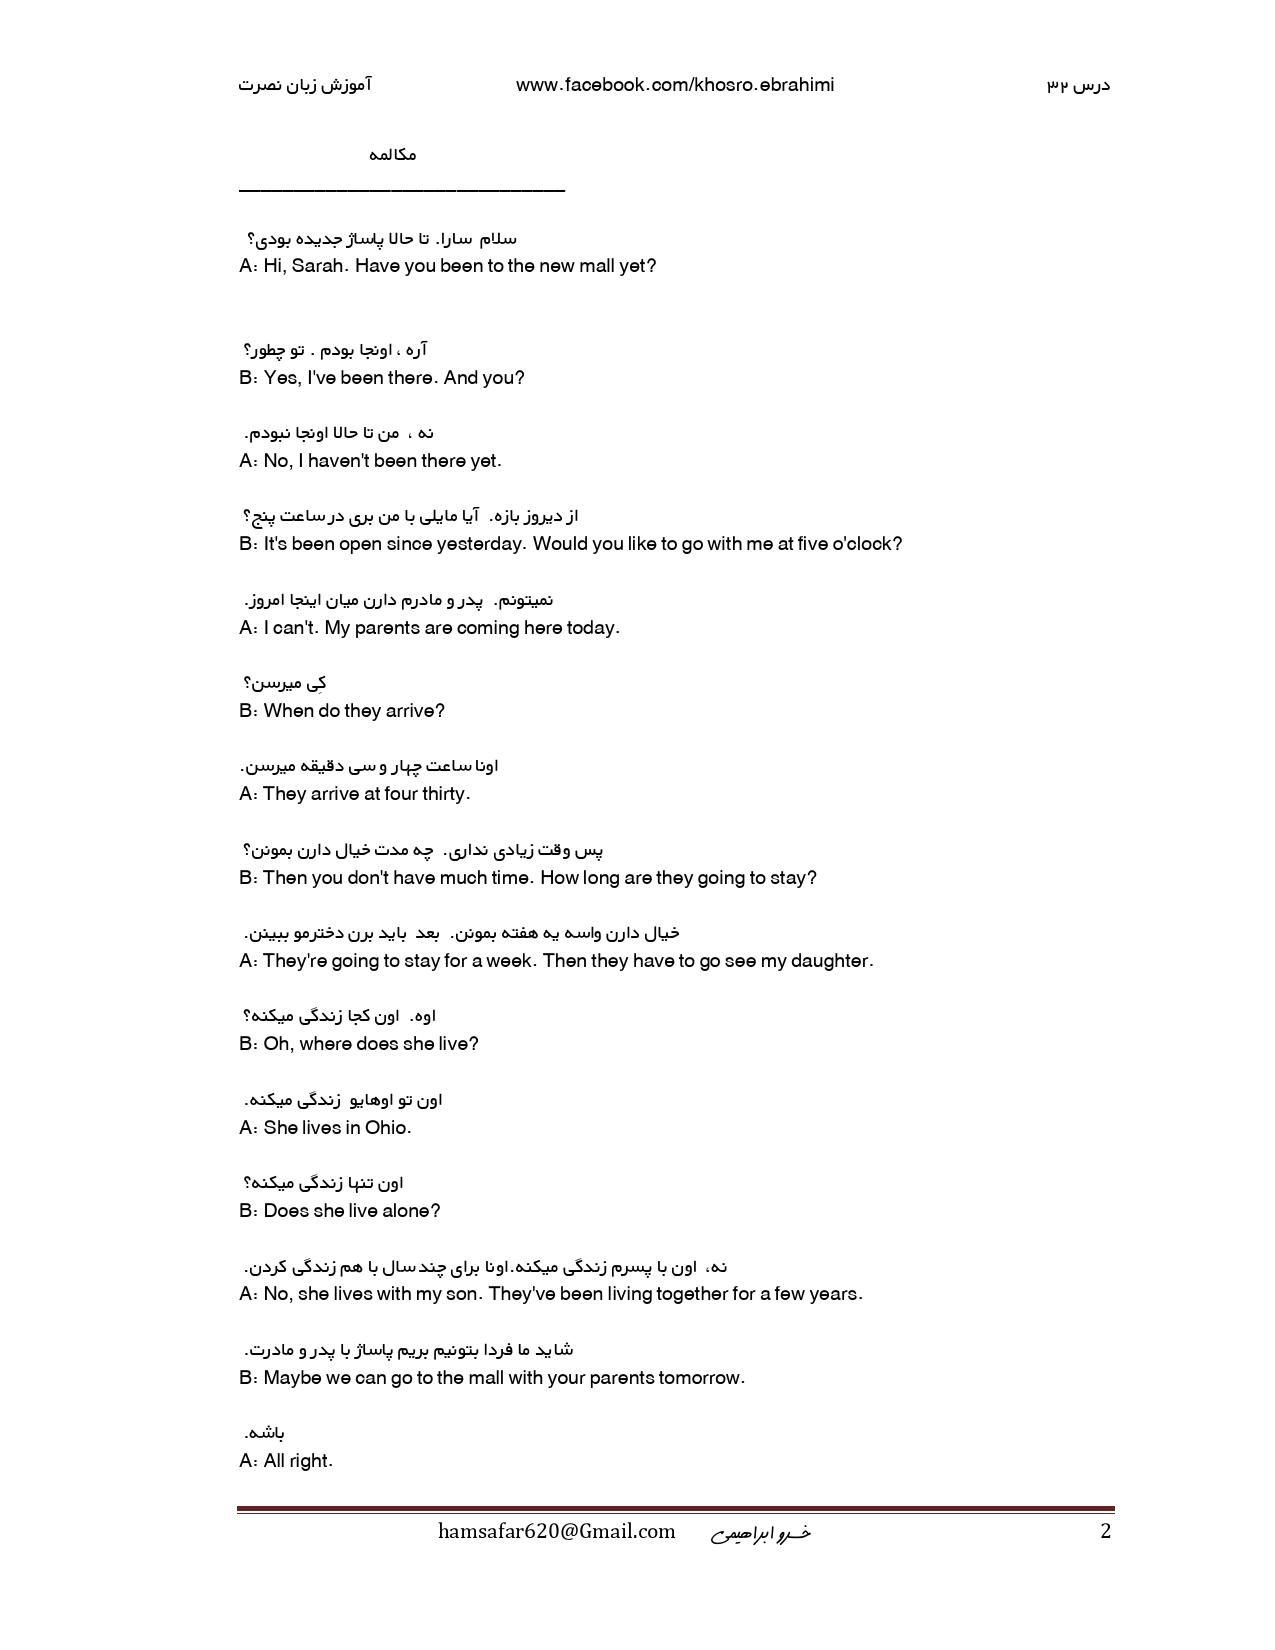 درس ۳۲ www.facebook.com/khosro.ebrahimi آموزش زبان نصرت
مکالمه
سلام سارا. تا حالا پاساژ جدیده بودی؟
A: Hi, Sarah. Have you been to the new mall yet?
آره ، اونجا بودم . تو چطور؟
B: Yes, I've been there. And you?
نه ، من تا حالا اونجا نبودم.
A: No, I haven't been there yet.
از دیروز بازه. آیا مایلی با من بری در ساعت پنج؟
B: It's been open since yesterday. Would you like to go with me at five o'clock?
نمیتونم. پدر و مادرم دارن میان اینجا امروز.
A: I can't. My parents are coming here today.
کِی میرسن؟
B: When do they arrive?
اونا ساعت چهار و سی دقیقه میرسن.
A: They arrive at four thirty.
پس وقت زیادی نداری. چه مدت خیال دارن بمونن؟
B: Then you don't have much time. How long are they going to stay?
خیال دارن واسه یه هفته بمونن. بعد باید برن دخترمو ببینن.
A: They're going to stay for a week. Then they have to go see my daughter.
اوه. اون کجا زندگی میکنه؟
B: Oh, where does she live?
اون تو اوهایو زندگی میکنه.
A: She lives in Ohio.
اون تنها زندگی میکنه؟
B: Does she live alone?
نه، اون با پسرم زندگی میکنه.اونا برای چند سال با هم زندگی کردن.
A: No, she lives with my son. They've been living together for a few years.
شاید ما فردا بتونیم بریم پاساژ با پدر و مادرت.
B: Maybe we can go to the mall with your parents tomorrow.
باشه.
A: All right.
hamsafar620@Gmail.com خسرو ابراهیمی 2